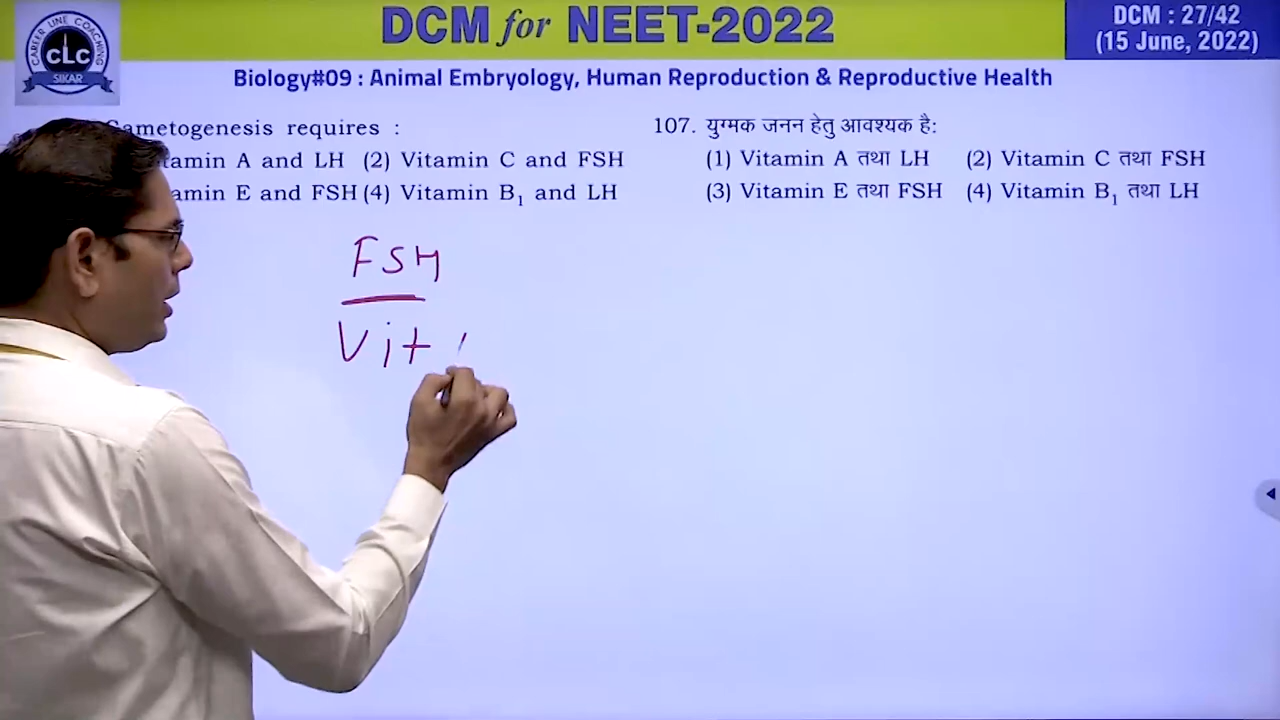 DCM for NEET-2022
DCM : 27/42
(15 June, 2022)
CAREER LINE COACHING
CLC
SIKAR
Biology#09 : Animal Embryology, Human Reproduction & Reproductive Health
Gametogenesis requires :
tamin A and LH (2) Vitamin C and FSH
amin E and FSH (4) Vitamin B₁ and LH
107. युग्मक जनन हेतु आवश्यक है:
(1) Vitamin A तथा LH (2) Vitamin C तथा FSH
(3) Vitamin E तथा FSH (4) Vitamin B₁ तथा LH
FSH
Vit